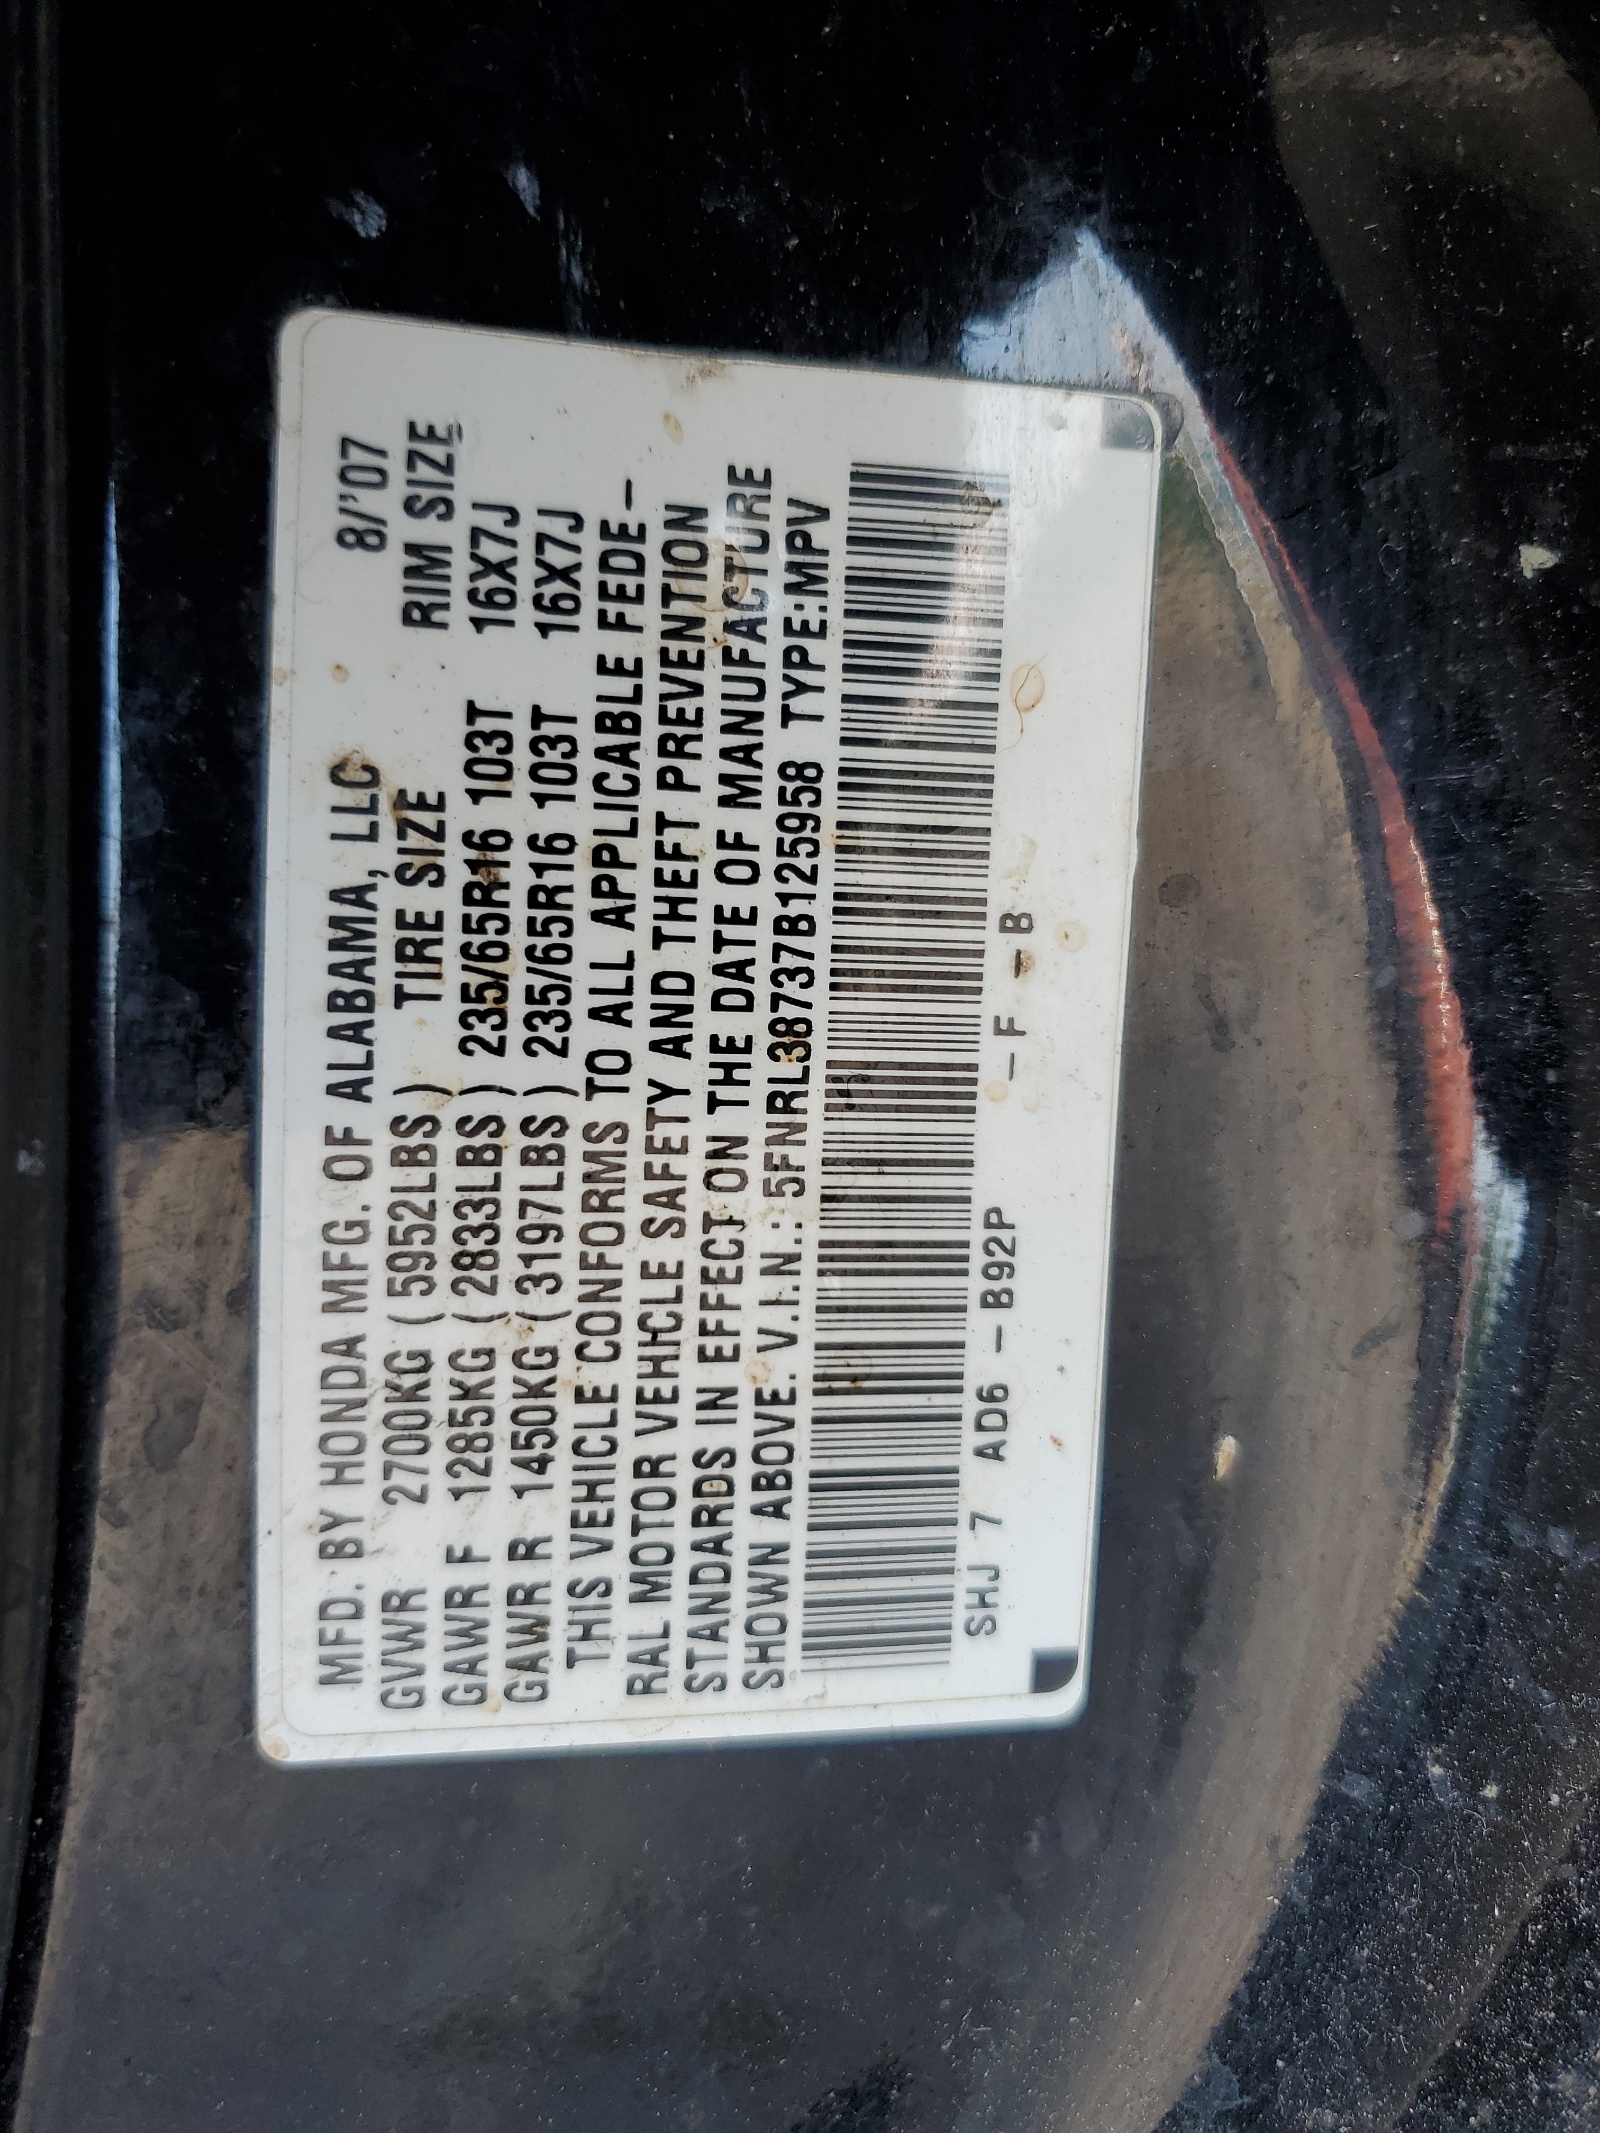 MFD. BY HONDA MFG. OF ALABAMA, LLC 8/'07
GVWR 2700KG (5952LBS) TIRE SIZE RIM SIZE
GAWR F 1285KG (2833LBS) 235/65R16 103T 16X7J
GAWR R 1450KG (3197LBS) 235/65R16 103T 16X7J
THIS VEHICLE CONFORMS TO ALL APPLICABLE FEDE-
RAL MOTOR VEHICLE SAFETY AND THEFT PREVENTION
STANDARDS IN EFFECT ON THE DATE OF MANUFACTURE
SHOWN ABOVE. V.I.N.: 5FNRL38737B125958 TYPE:MPV
SHJ 7 AD6 -B92P -F -B